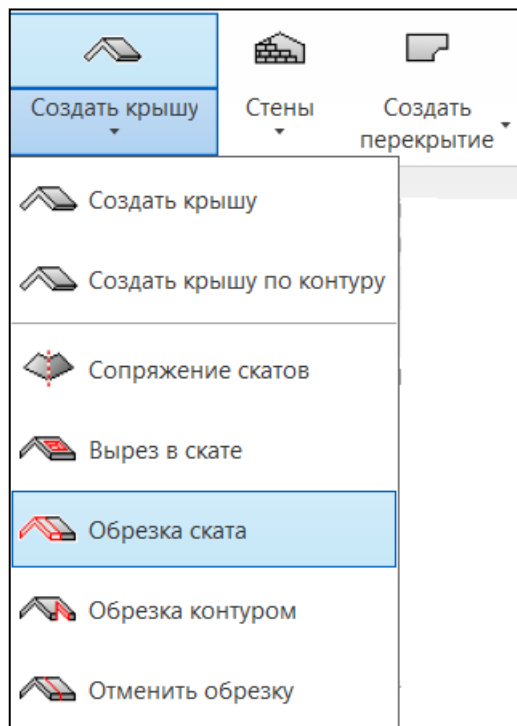 Создать крышу
Стены
Создать
перекрытие
Создать крышу
Создать крышу по контуру
Сопряжение скатов
Вырез в скате
Обрезка ската
Обрезка контуром
Отменить обрезку